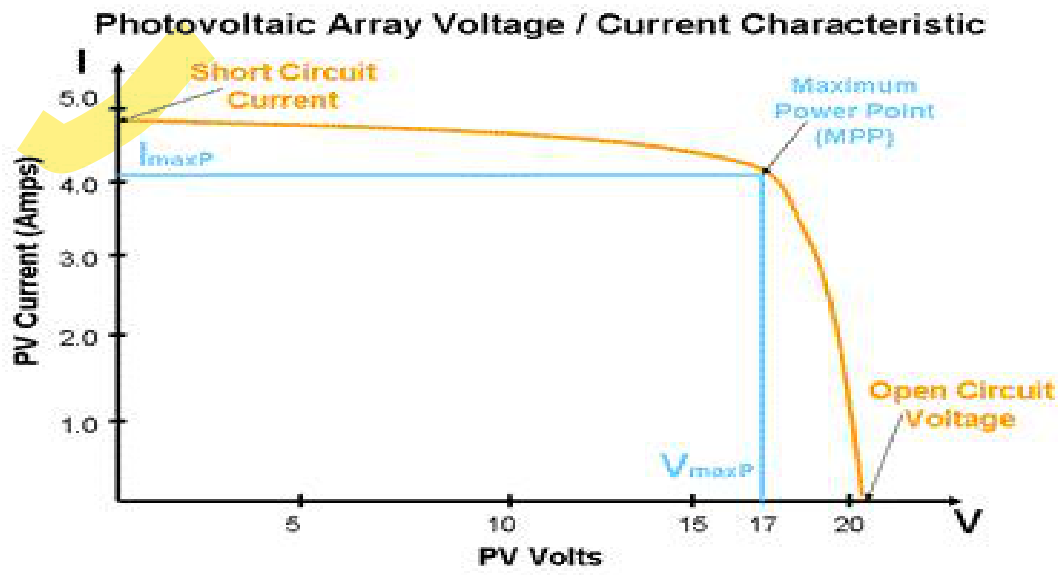 Photovoltaic Array Voltage / Current Characteristic
I
Short Circuit
Current
Maximum
Power Point
(MPP)
5.0
ImaxP
4.0
3.0
2.0
1.0
PV Current (Amps)
Open Circuit
Voltage
VmaxP
5
10
15
17
20
V
PV Volts